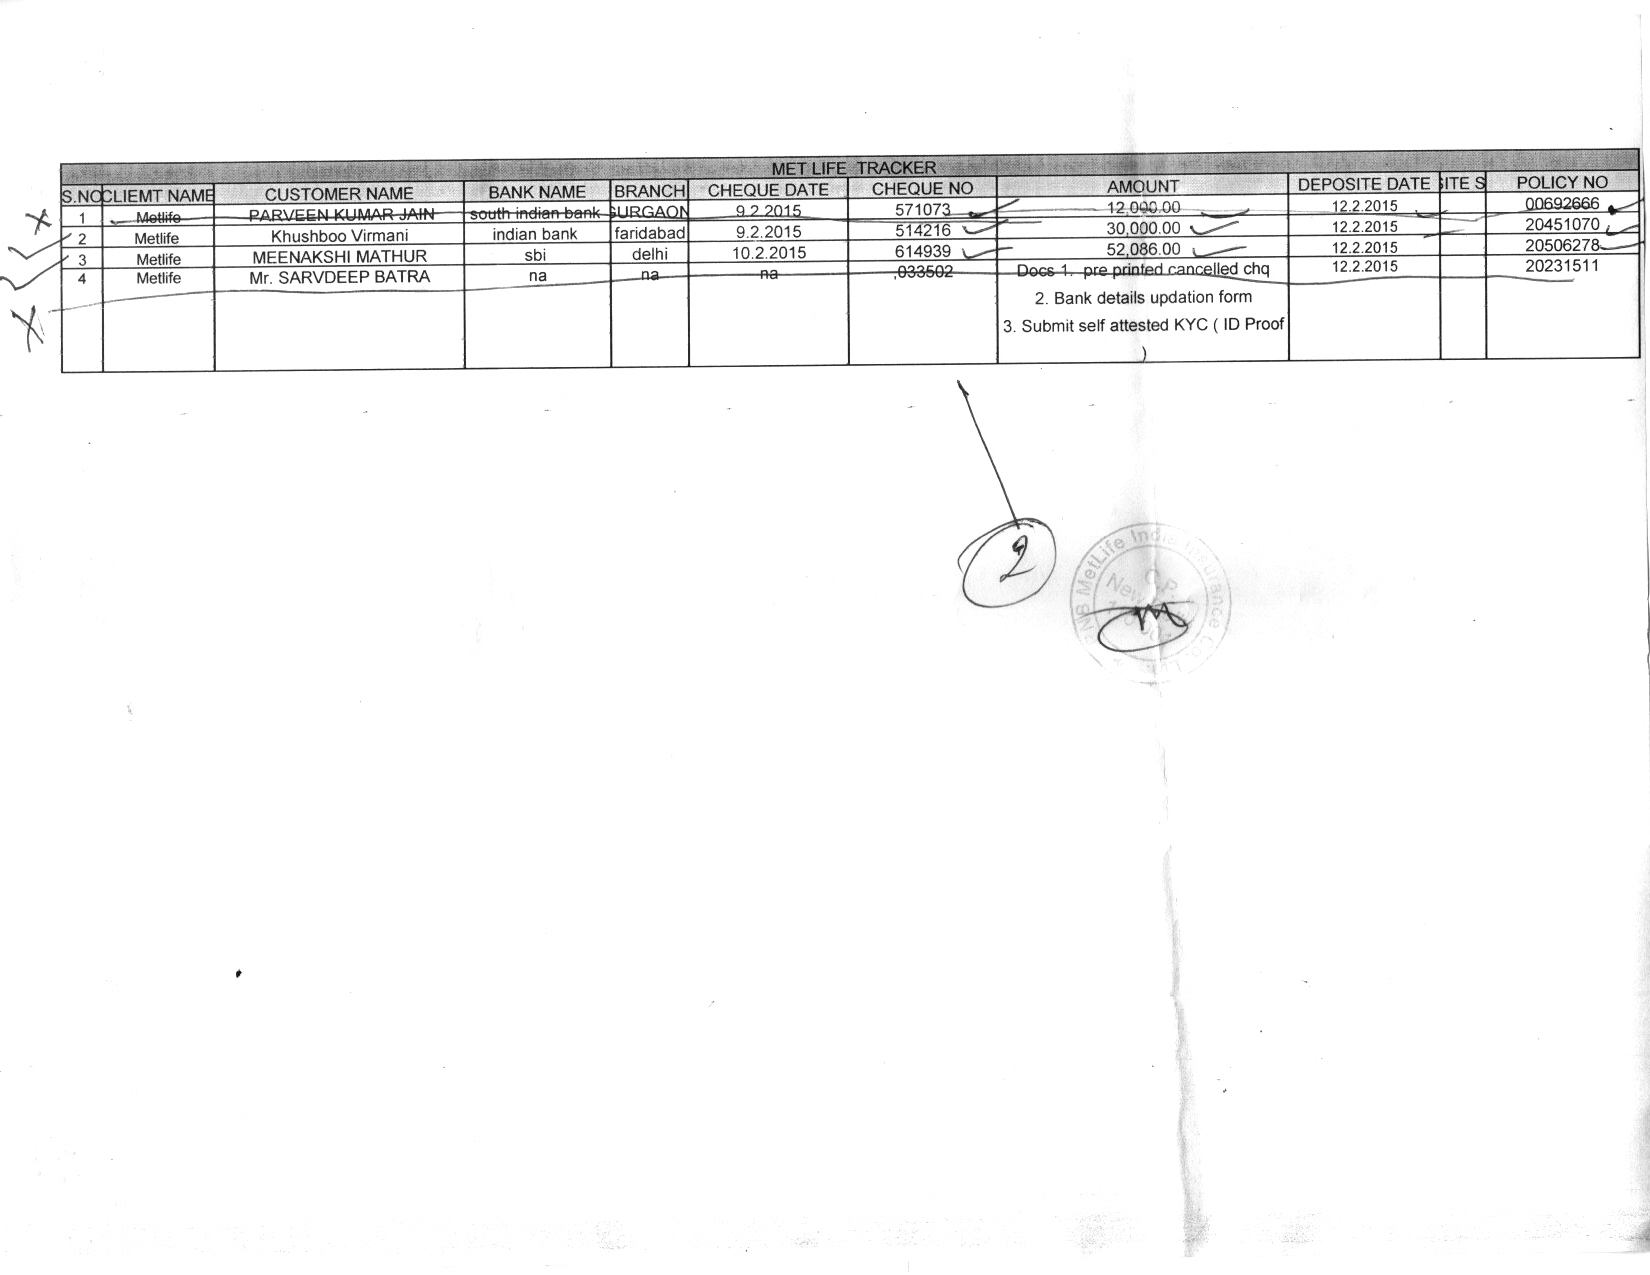 MET LIFE TRACKER
S.NO CLIEMT NAME CUSTOMER NAME BANK NAME BRANCH CHEQUE DATE CHEQUE NO AMOUNT DEPOSITE DATE SITE S POLICY NO
1 Metlife PARVEEN KUMAR JAIN south indian bank GURGAON 9.2.2015 571073 12,000.00 12.2.2015 00692666
2 Metlife Khushboo Virmani indian bank faridabad 9.2.2015 514216 30,000.00 12.2.2015 20451070
3 Metlife MEENAKSHI MATHUR sbi delhi 10.2.2015 614939 52,086.00 12.2.2015 20506278
4 Metlife Mr. SARVDEEP BATRA na na na ,033502 Docs 1. pre printed cancelled chq 12.2.2015 20231511
2. Bank details updation form
3. Submit self attested KYC ( ID Proof
)
2
PNB MetLife India Insurance Co. Ltd.
C.P.
New